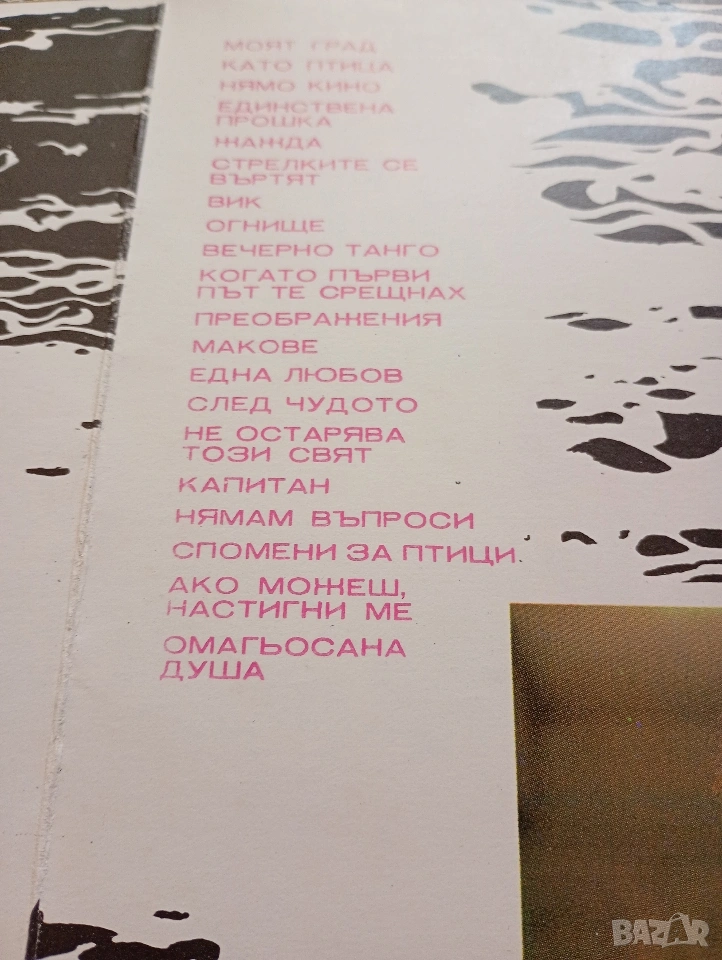 МОЯТ ГРАД
КАТО ПТИЦА
НЯМО КИНО
ЕДИНСТВЕНА
ПРОШКА
ЖАЖДА
СТРЕЛКИТЕ СЕ
ВЪРТЯТ
ВИК
ОГНИЩЕ
ВЕЧЕРНО ТАНГО
КОГАТО ПЪРВИ
ПЪТ ТЕ СРЕЩНАХ
ПРЕОБРАЖЕНИЯ
МАКОВЕ
ЕДНА ЛЮБОВ
СЛЕД ЧУДОТО
НЕ ОСТАРЯВА
ТОЗИ СВЯТ
КАПИТАН
НЯМАМ ВЪПРОСИ
СПОМЕНИ ЗА ПТИЦИ
АКО МОЖЕШ,
НАСТИГНИ МЕ
ОМАГЬОСАНА
ДУША
BAZAR